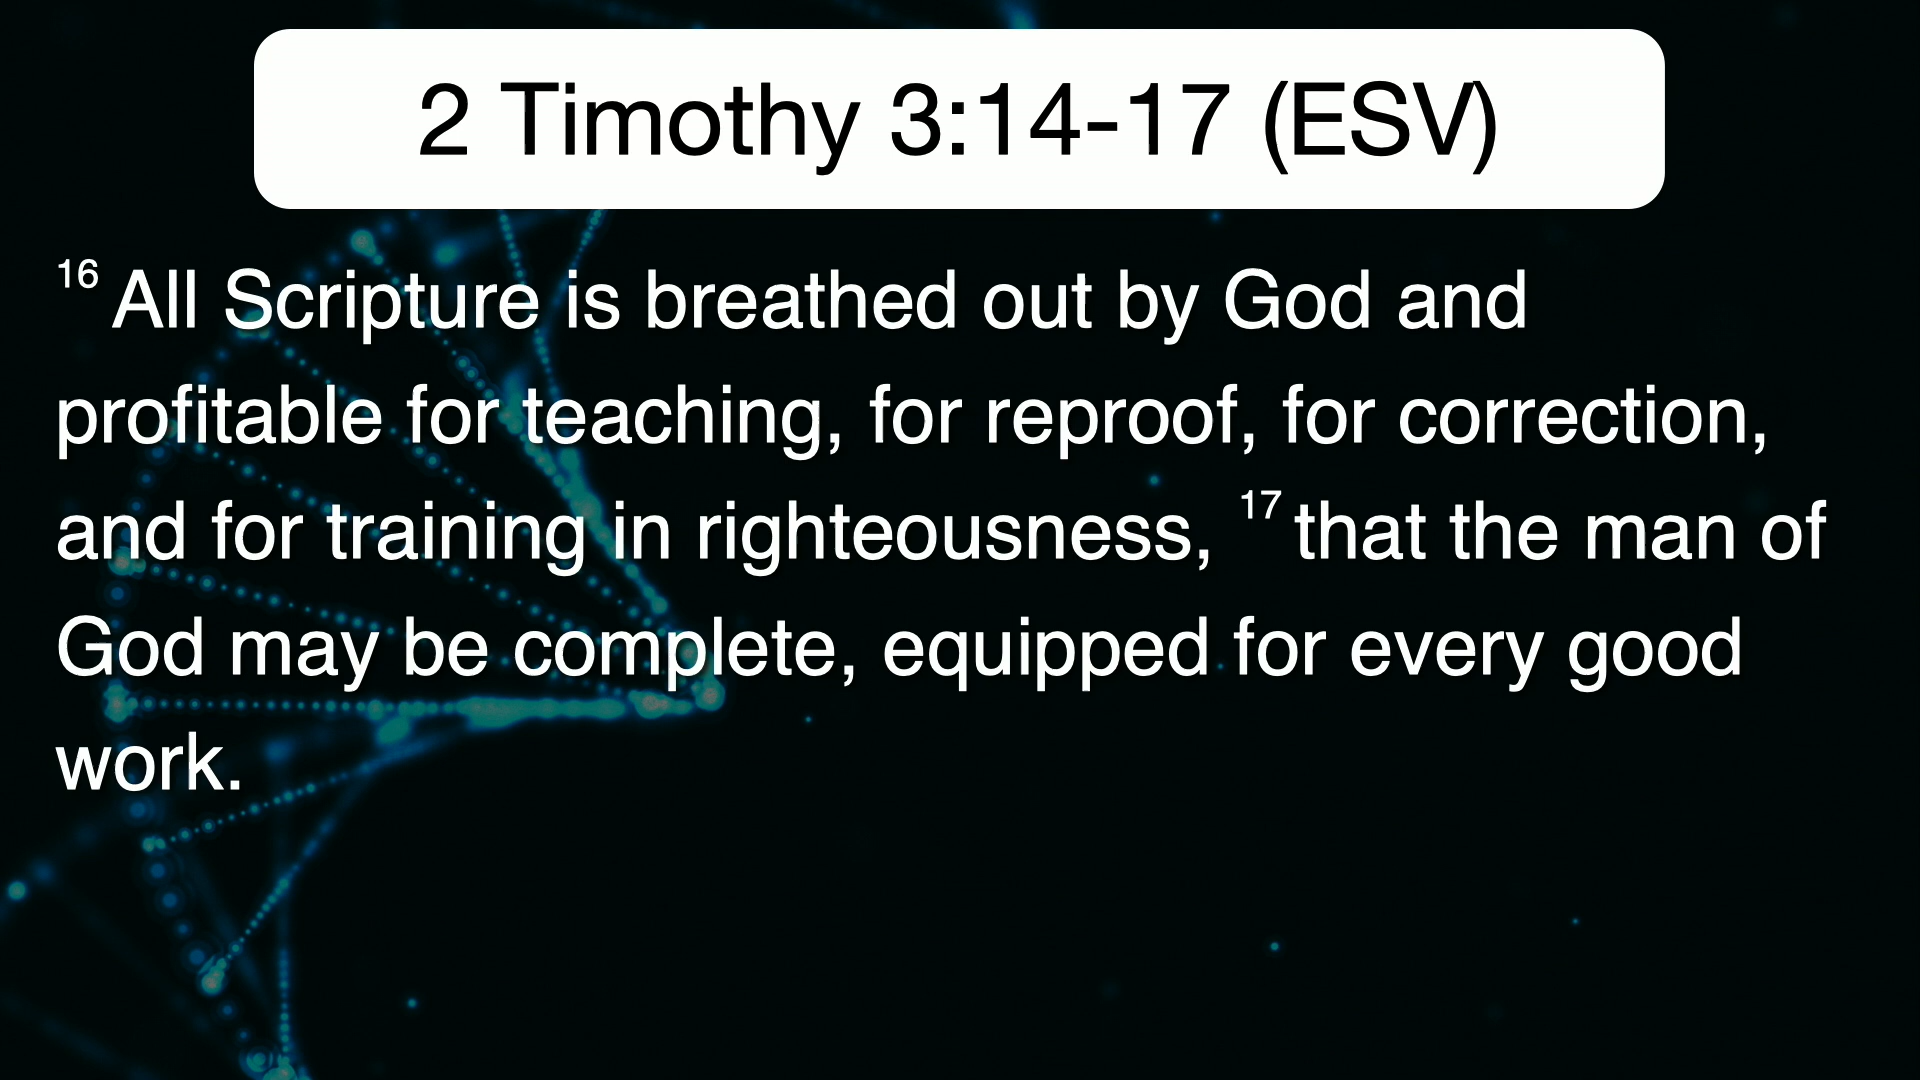 2 Timothy 3:14-17 (ESV)
16 All Scripture is breathed out by God and
profitable for teaching, for reproof, for correction,
and for training in righteousness, 17 that the man of
God may be complete, equipped for every good
work.